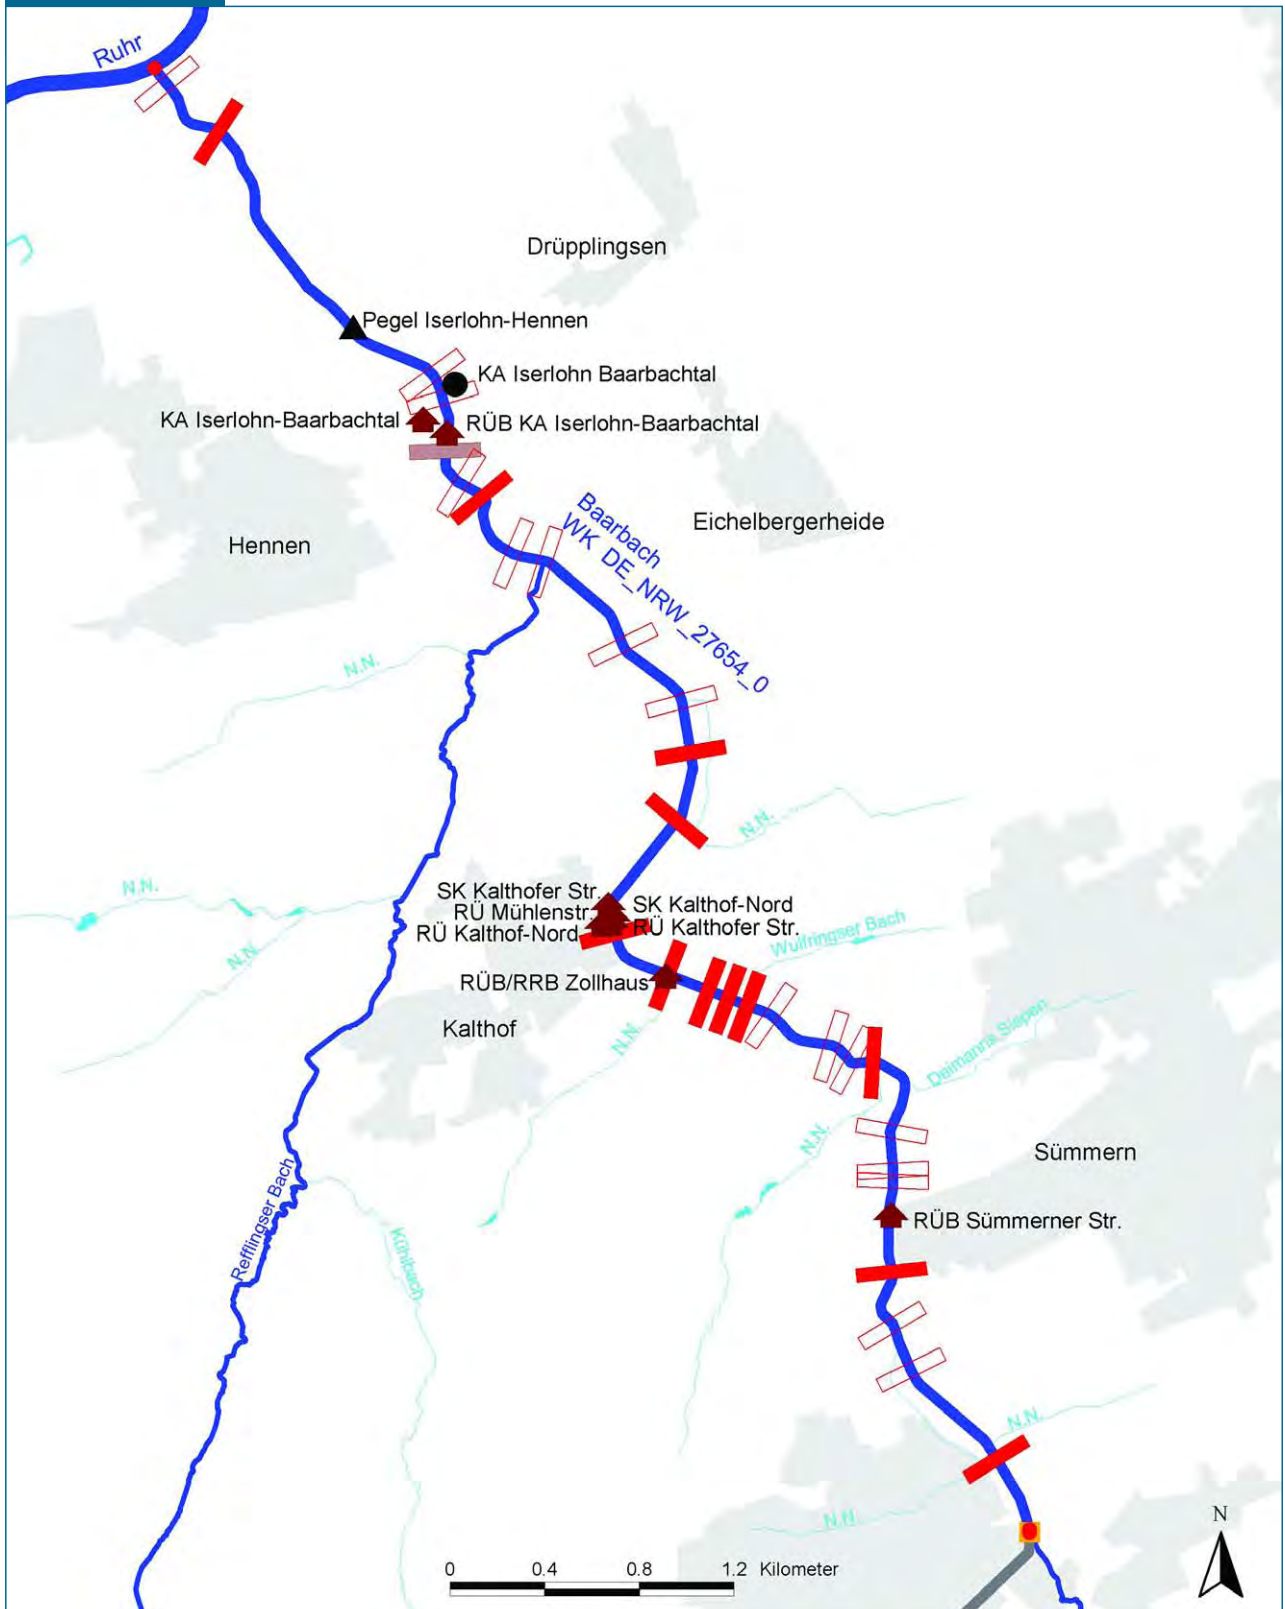 Ruhr
Drüpplingsen
Pegel Iserlohn-Hennen
KA Iserlohn Baarbachtal
KA Iserlohn-Baarbachtal
RÜB KA Iserlohn-Baarbachtal
Baarbach
WK DE_NRW_27654_0
Eichelbergerheide
Hennen
N.N.
N.N.
N.N.
N.N.
SK Kalthofer Str.
SK Kalthof-Nord
RÜ Mühlenstr.
RÜ Kalthof-Nord
RÜ Kalthofer Str.
Wulfringser Bach
RÜB/RRB Zollhaus
Kalthof
N.N.
Deimanns Siepen
N.N.
Sümmern
Refflingser Bach
Kühlbach
RÜB Sümmerner Str.
N.N.
N.N.
N
0 0.4 0.8 1.2 Kilometer